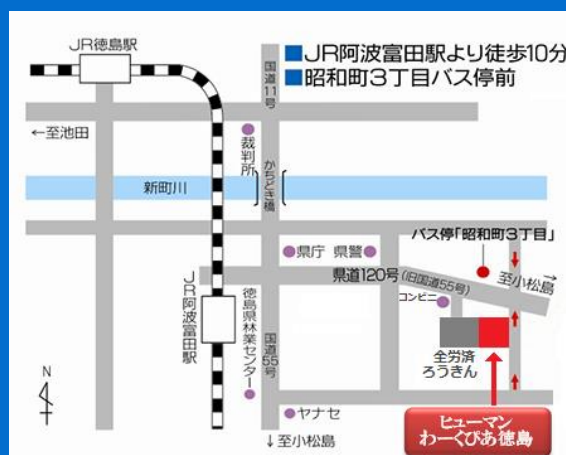 JR徳島駅
■JR阿波富田駅より徒歩10分
■昭和町3丁目バス停前
国道11号
←至池田
裁判所
かちどき橋
新町川
バス停「昭和町3丁目」
県庁 県警
県道120号(旧国道55号)
至小松島→
コンビニ
JR阿波富田駅
徳島県林業センター
国道55号
全労済
ろうきん
N
ヤナセ
↓至小松島
ヒューマン
わーくぴあ徳島